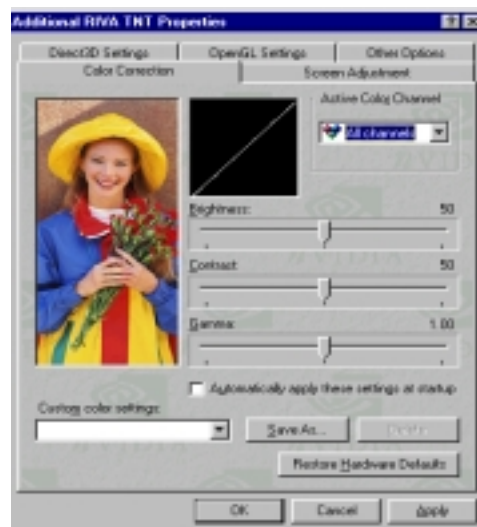 Additional RIVA TNT Properties
Direct3D Settings
OpenGL Settings
Other Options
Color Correction
Screen Adjustment
Active Color Channel
All channels
Brightness: 50
Contrast: 50
Gamma: 1.00
Automatically apply these settings at startup
Custom color settings:
Save As...
Delete
Restore Hardware Defaults
OK
Cancel
Apply